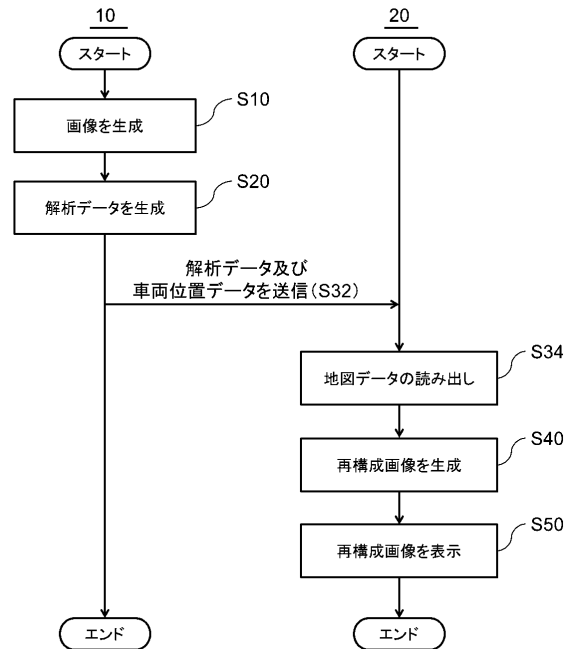 10
20
スタート
スタート
S10
画像を生成
S20
解析データを生成
解析データ及び
車両位置データを送信(S32)
S34
地図データの読み出し
S40
再構成画像を生成
S50
再構成画像を表示
エンド
エンド